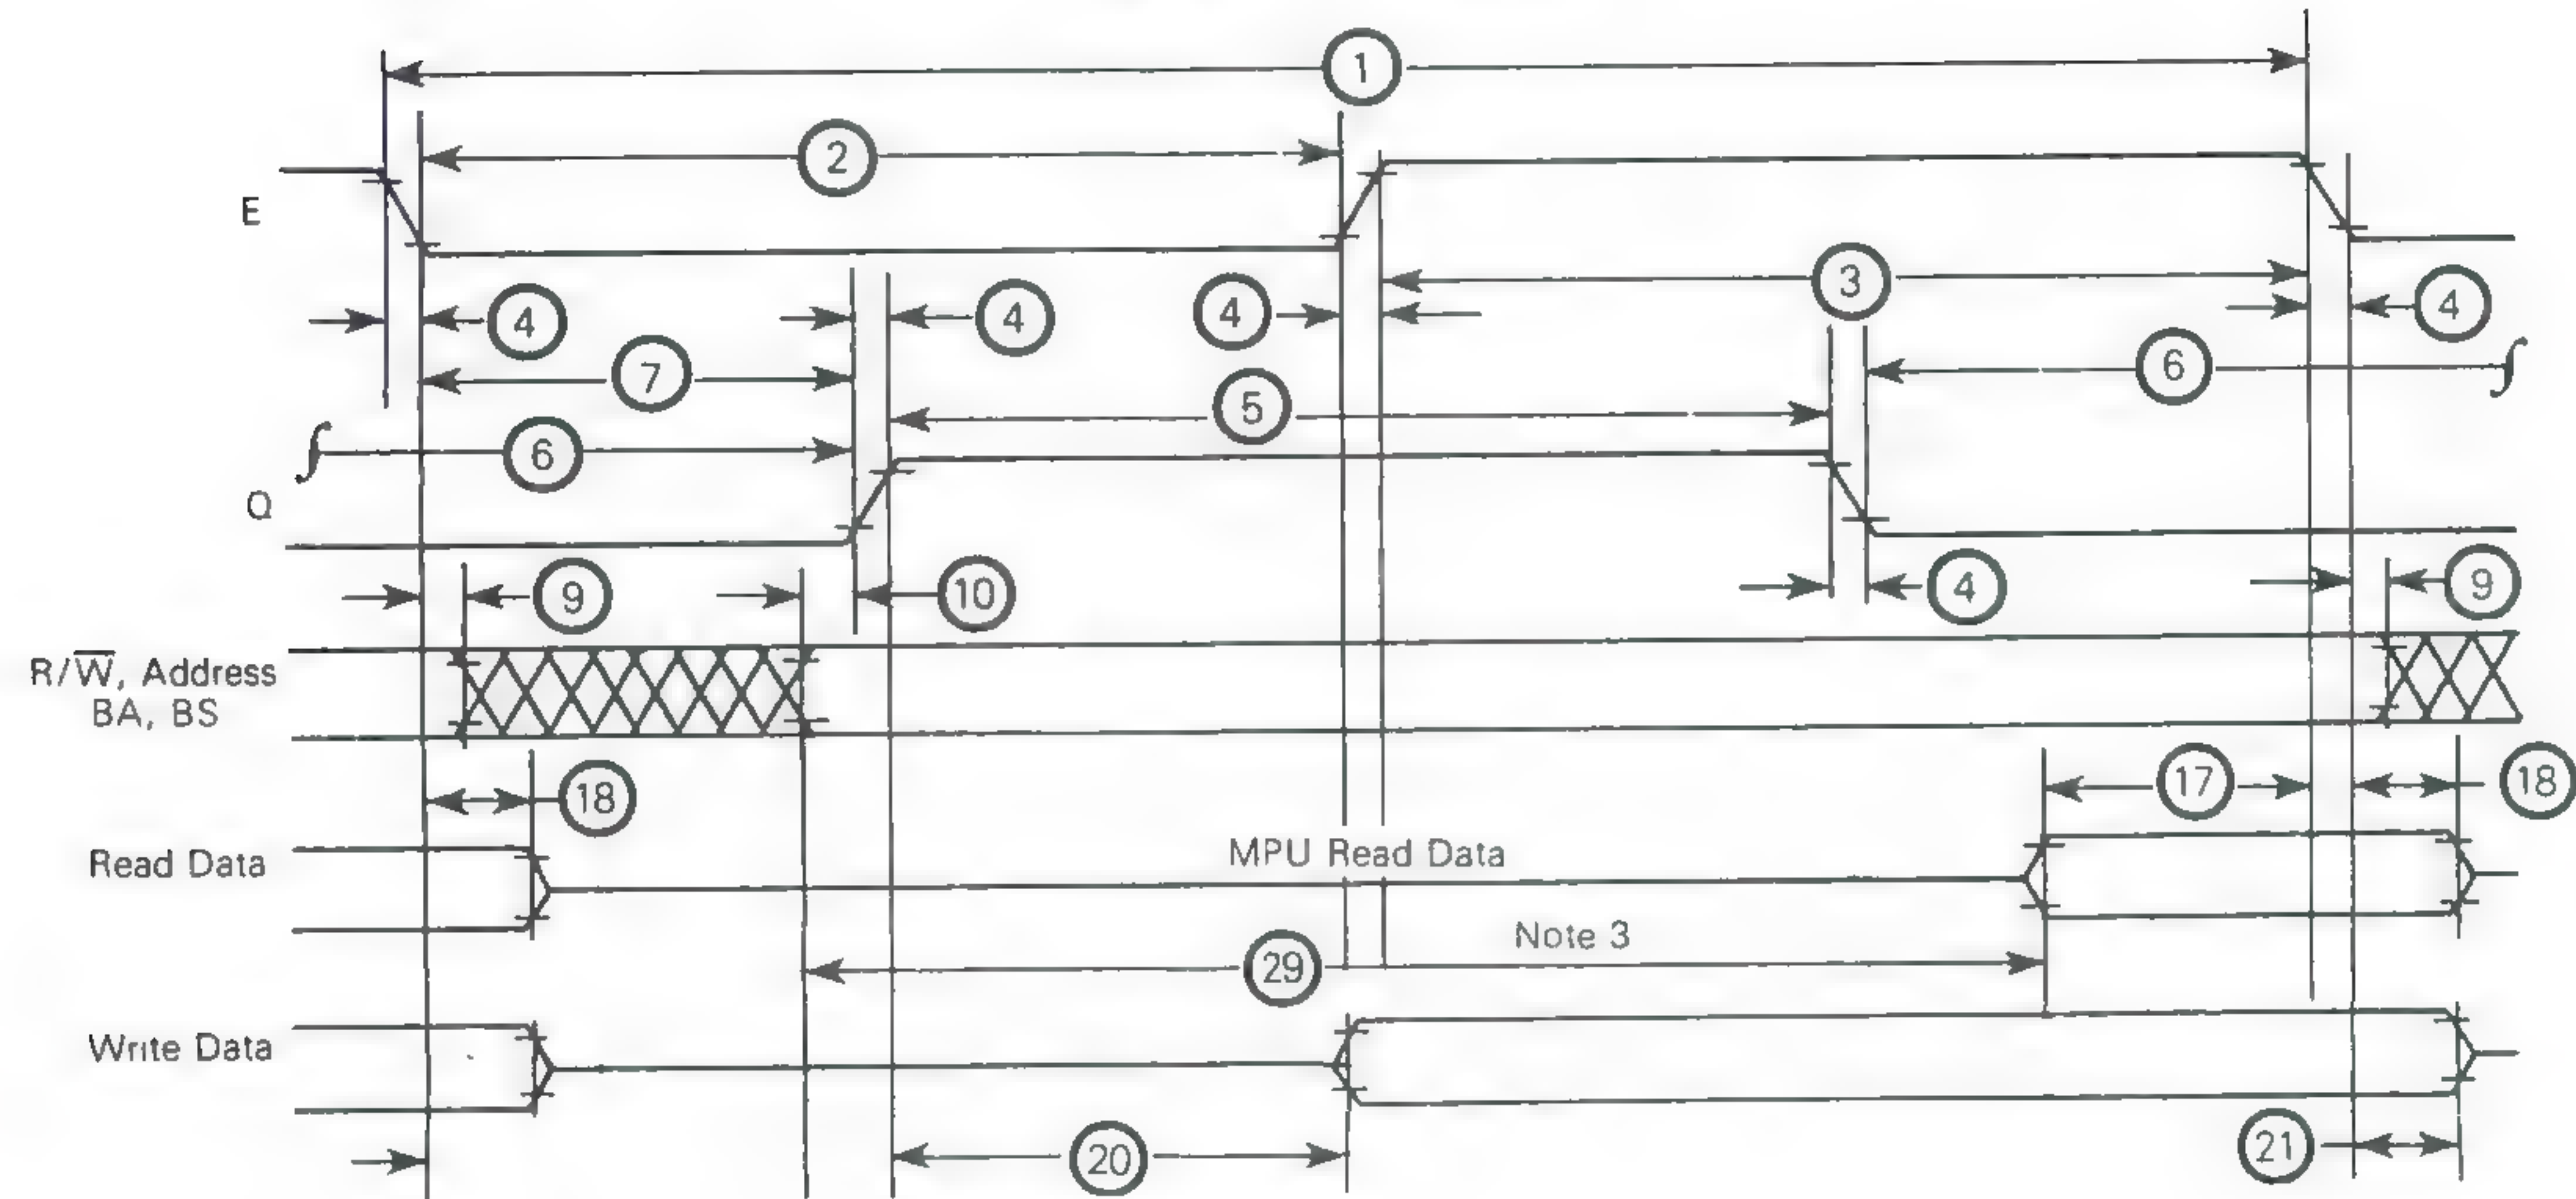 1
2
E
3
4
4
4
4
7
6
5
6
Q
9
10
4
9
R/W̅, Address
BA, BS
18
17
18
Read Data
MPU Read Data
Note 3
29
Write Data
20
21